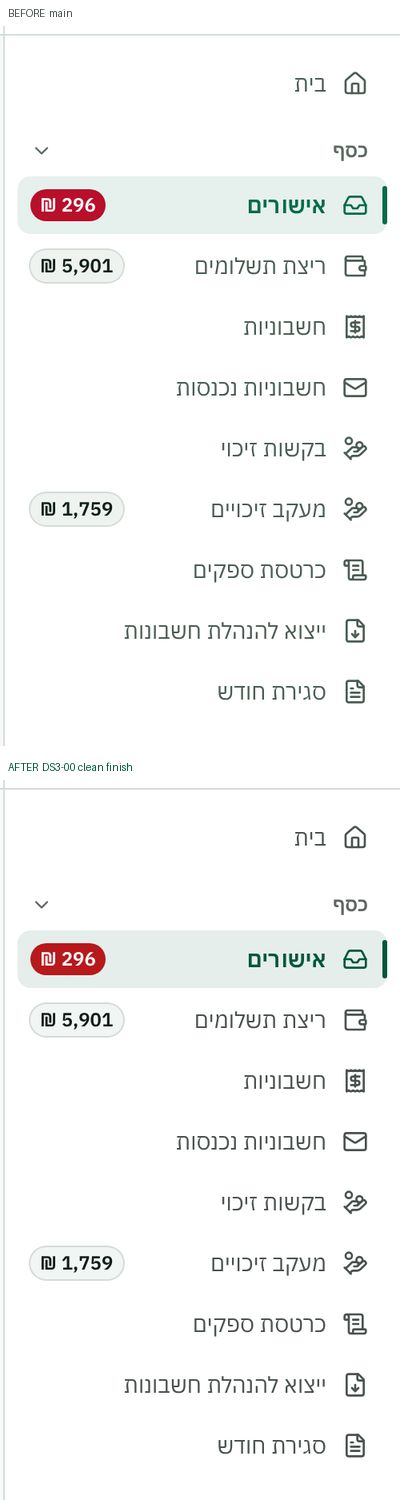 BEFORE main
בית
כסף
אישורים 296 ₪
ריצת תשלומים 5,901 ₪
חשבוניות
חשבוניות נכנסות
בקשות זיכוי
מעקב זיכויים 1,759 ₪
כרטסת ספקים
ייצוא להנהלת חשבונות
סגירת חודש
AFTER DS3-00 clean finish
בית
כסף
אישורים 296 ₪
ריצת תשלומים 5,901 ₪
חשבוניות
חשבוניות נכנסות
בקשות זיכוי
מעקב זיכויים 1,759 ₪
כרטסת ספקים
ייצוא להנהלת חשבונות
סגירת חודש